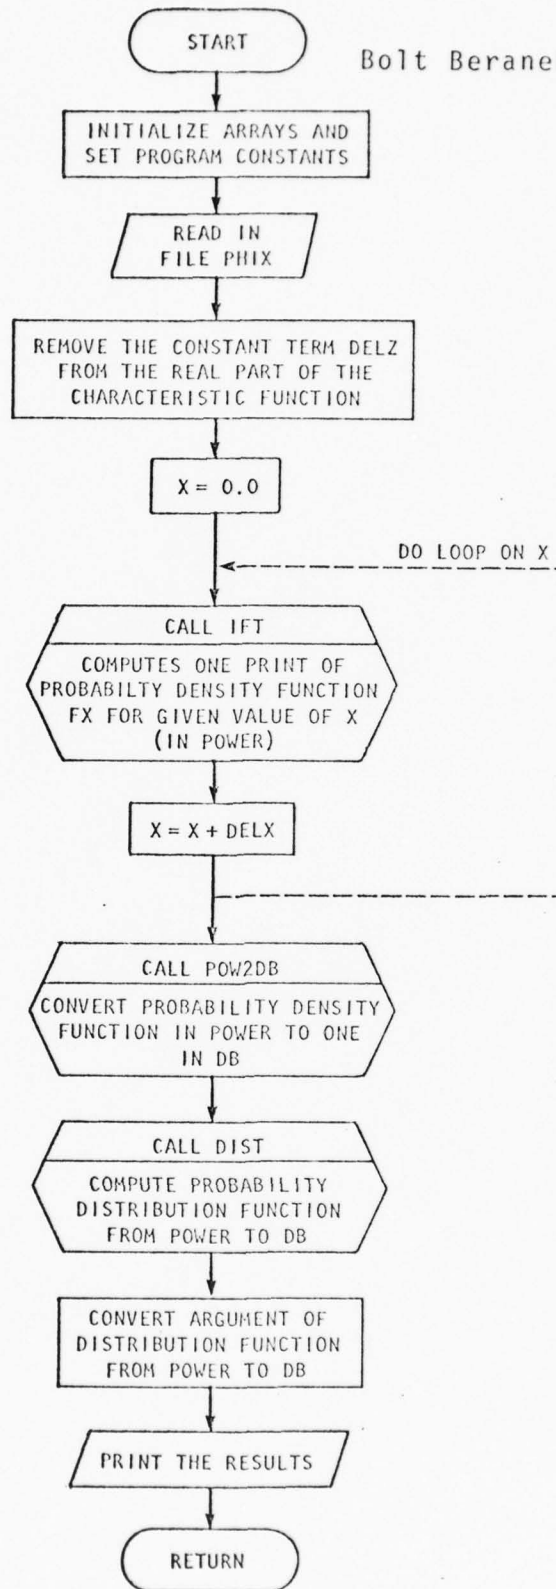 START
Bolt Berane
INITIALIZE ARRAYS AND
SET PROGRAM CONSTANTS
READ IN
FILE PHIX
REMOVE THE CONSTANT TERM DELZ
FROM THE REAL PART OF THE
CHARACTERISTIC FUNCTION
X = 0.0
DO LOOP ON X
CALL IFT
COMPUTES ONE PRINT OF
PROBABILTY DENSITY FUNCTION
FX FOR GIVEN VALUE OF X
(IN POWER)
X = X + DELX
CALL POW2DB
CONVERT PROBABILITY DENSITY
FUNCTION IN POWER TO ONE
IN DB
CALL DIST
COMPUTE PROBABILITY
DISTRIBUTION FUNCTION
FROM POWER TO DB
CONVERT ARGUMENT OF
DISTRIBUTION FUNCTION
FROM POWER TO DB
PRINT THE RESULTS
RETURN